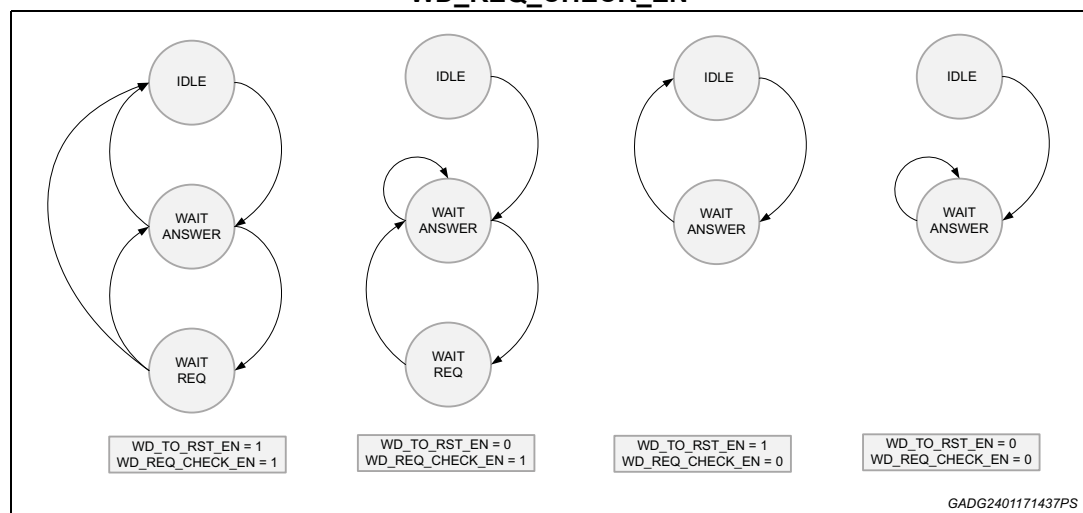 WD_REQ_CHECK_EN
IDLE
WAIT
ANSWER
WAIT
REQ
WD_TO_RST_EN = 1
WD_REQ_CHECK_EN = 1
IDLE
WAIT
ANSWER
WAIT
REQ
WD_TO_RST_EN = 0
WD_REQ_CHECK_EN = 1
IDLE
WAIT
ANSWER
WD_TO_RST_EN = 1
WD_REQ_CHECK_EN = 0
IDLE
WAIT
ANSWER
WD_TO_RST_EN = 0
WD_REQ_CHECK_EN = 0
GADG2401171437PS